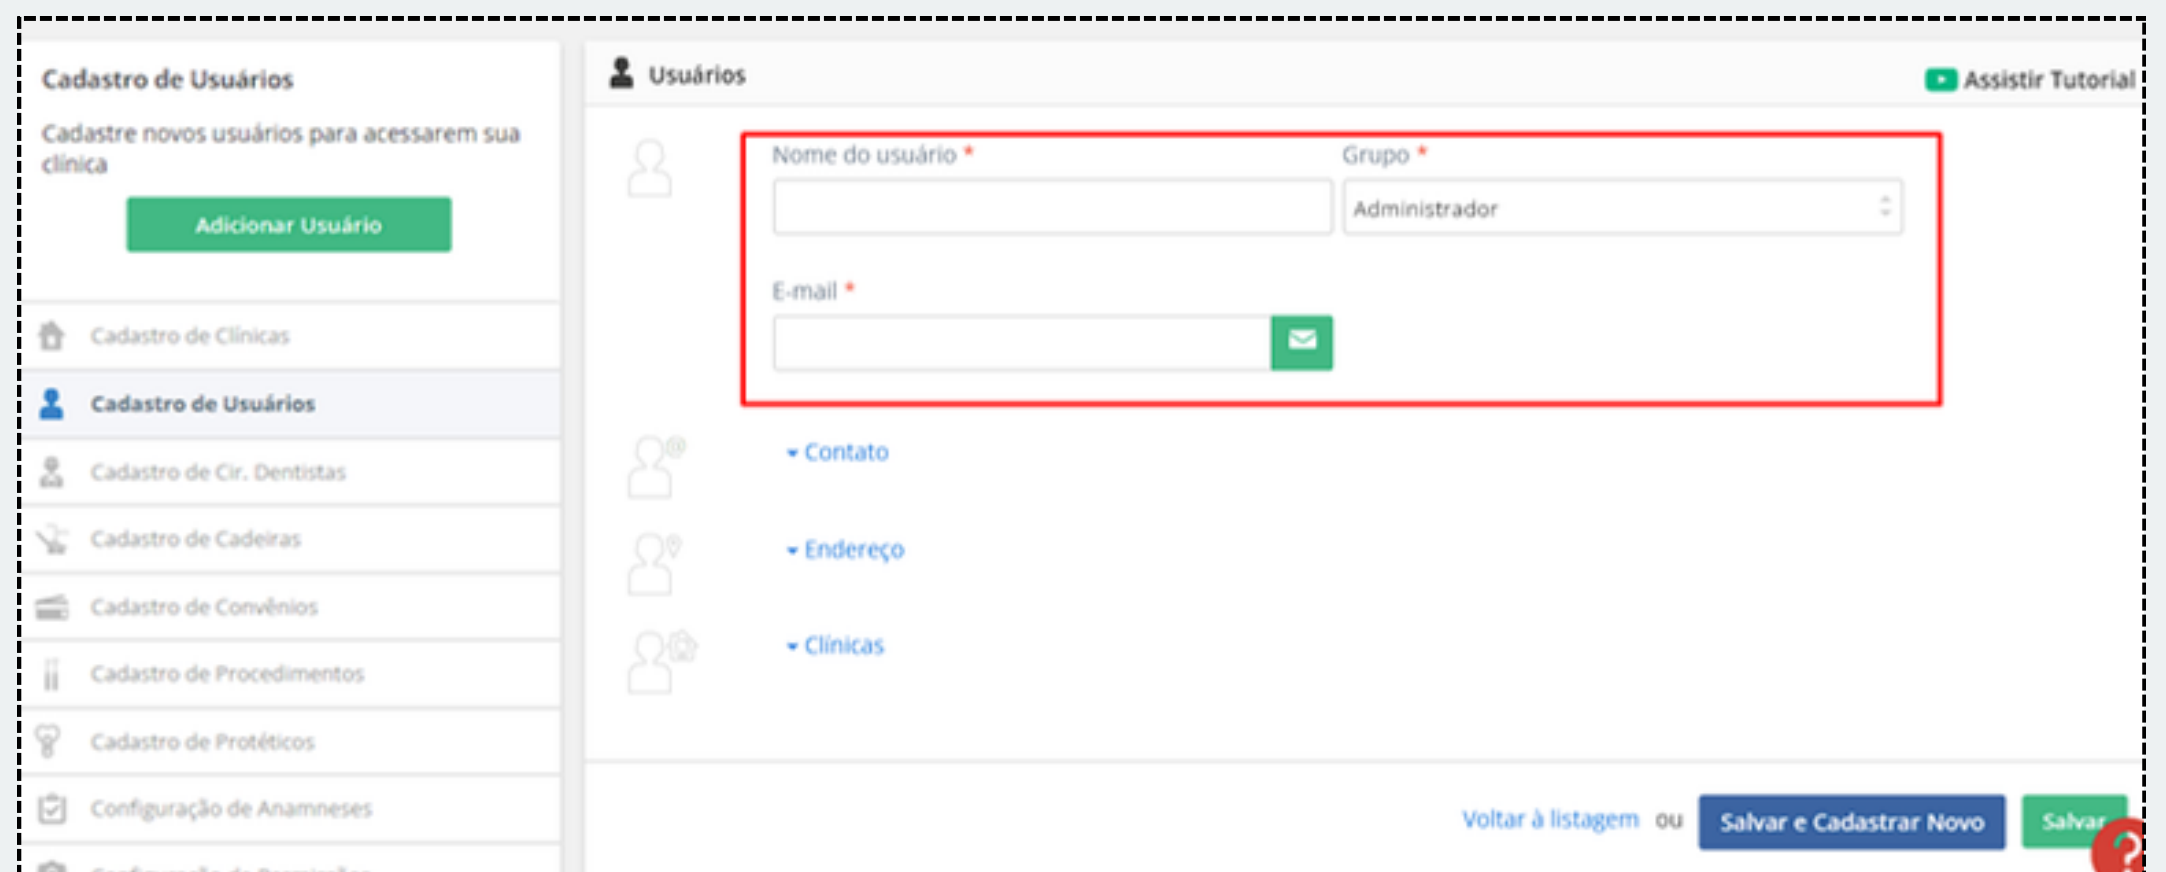 Cadastro de Usuários
Cadastre novos usuários para acessarem sua
clínica
Adicionar Usuário
Cadastro de Clínicas
Cadastro de Usuários
Cadastro de Cir. Dentistas
Cadastro de Cadeiras
Cadastro de Convênios
Cadastro de Procedimentos
Cadastro de Protéticos
Configuração de Anamneses
Usuários
Assistir Tutorial
Nome do usuário *
Grupo *
Administrador
E-mail *
Contato
Endereço
Clínicas
Voltar à listagem ou
Salvar e Cadastrar Novo
Salvar
?